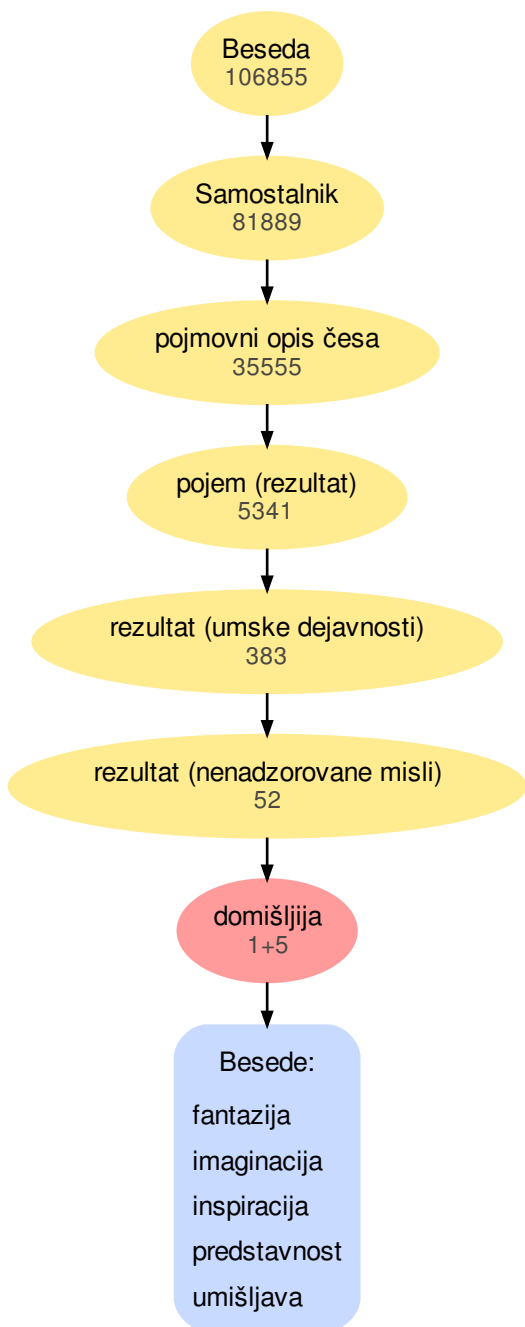 Beseda
106855
Samostalnik
81889
pojmovni opis česa
35555
pojem (rezultat)
5341
rezultat (umske dejavnosti)
383
rezultat (nenadzorovane misli)
52
domišljija
1+5
Besede:
fantazija
imaginacija
inspiracija
predstavnost
umišljava